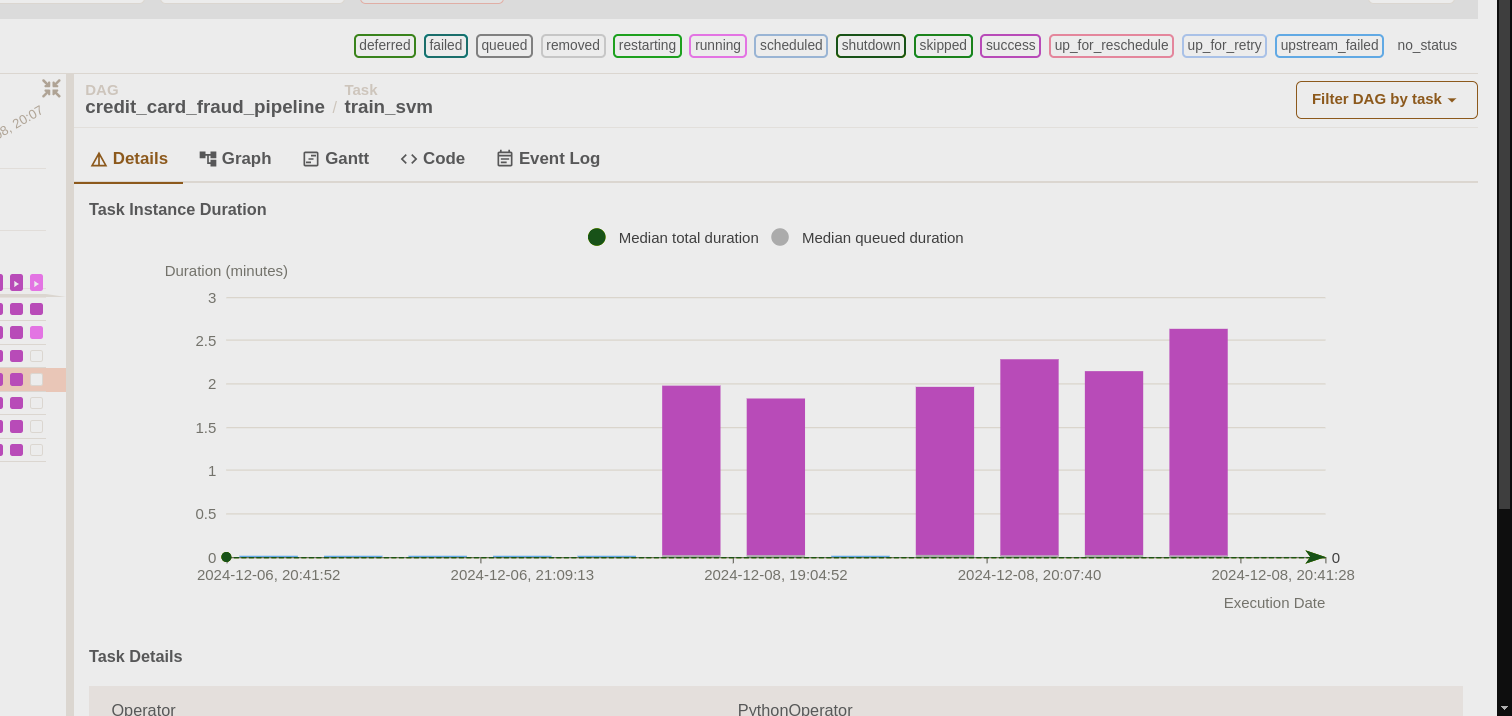 deferred failed queued removed restarting running scheduled shutdown skipped success up_for_reschedule up_for_retry upstream_failed no_status
08, 20:07
DAG Task
credit_card_fraud_pipeline / train_svm
Filter DAG by task
Details Graph Gantt Code Event Log
Task Instance Duration
Median total duration Median queued duration
Duration (minutes)
3
2.5
2
1.5
1
0.5
0 0
2024-12-06, 20:41:52 2024-12-06, 21:09:13 2024-12-08, 19:04:52 2024-12-08, 20:07:40 2024-12-08, 20:41:28
Execution Date
Task Details
Operator PythonOperator